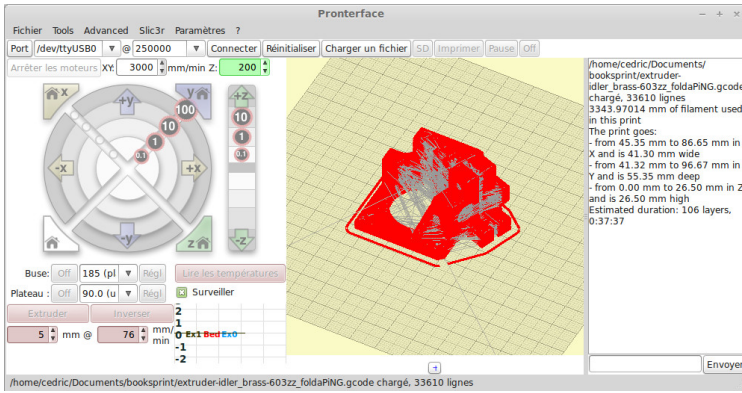 Pronterface
Fichier Tools Advanced Slic3r Paramètres ?
Port /dev/ttyUSB0 @ 250000 Connecter Réinitialiser Charger un fichier SD Imprimer Pause Off
Arrêter les moteurs XY: 3000 mm/min Z: 200
x y +y +z
100
10 10
1 1
0.1 0.1
-x +x
-y z -z
Buse: Off 185 (pl Régl Lire les températures
Plateau : Off 90.0 (u Régl Surveiller
Extruder Inverser
5 mm @ 76 mm/
min
2
1
0 Ex1 Bed Ex0
-1
-2
/home/cedric/Documents/
booksprint/extruder-
idler_brass-603zz_foldaPiNG.gcode
chargé, 33610 lignes
3343.97014 mm of filament used
in this print
The print goes:
- from 45.35 mm to 86.65 mm in
X and is 41.30 mm wide
- from 41.32 mm to 96.67 mm in
Y and is 55.35 mm deep
- from 0.00 mm to 26.50 mm in Z
and is 26.50 mm high
Estimated duration: 106 layers,
0:37:37
Envoyer
/home/cedric/Documents/booksprint/extruder-idler_brass-603zz_foldaPiNG.gcode chargé, 33610 lignes